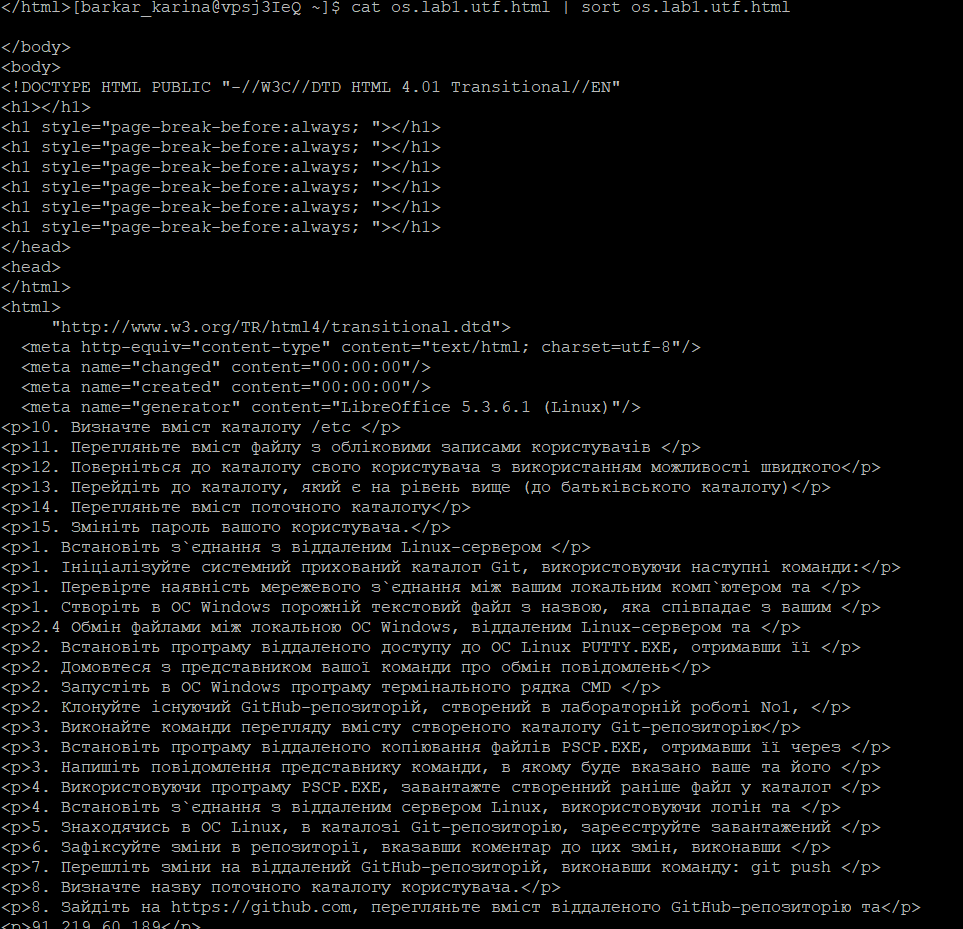 </html>[barkar_karina@vpsj3IeQ ~]$ cat os.lab1.utf.html | sort os.lab1.utf.html
</body>
<body>
<!DOCTYPE HTML PUBLIC "-//W3C//DTD HTML 4.01 Transitional//EN"
<h1></h1>
<h1 style="page-break-before:always; "></h1>
<h1 style="page-break-before:always; "></h1>
<h1 style="page-break-before:always; "></h1>
<h1 style="page-break-before:always; "></h1>
<h1 style="page-break-before:always; "></h1>
<h1 style="page-break-before:always; "></h1>
</head>
<head>
</html>
<html>
     "http://www.w3.org/TR/html4/transitional.dtd">
  <meta http-equiv="content-type" content="text/html; charset=utf-8"/>
  <meta name="changed" content="00:00:00"/>
  <meta name="created" content="00:00:00"/>
  <meta name="generator" content="LibreOffice 5.3.6.1 (Linux)"/>
<p>10. Визначте вміст каталогу /etc </p>
<p>11. Перегляньте вміст файлу з обліковими записами користувачів </p>
<p>12. Поверніться до каталогу свого користувача з використанням можливості швидкого</p>
<p>13. Перейдіть до каталогу, який є на рівень вище (до батьківського каталогу)</p>
<p>14. Перегляньте вміст поточного каталогу</p>
<p>15. Змініть пароль вашого користувача.</p>
<p>1. Встановіть з`єднання з віддаленим Linux-сервером </p>
<p>1. Ініціалізуйте системний прихований каталог Git, використовуючи наступні команди:</p>
<p>1. Перевірте наявність мережевого з`єднання між вашим локальним комп`ютером та </p>
<p>1. Створіть в ОС Windows порожній текстовий файл з назвою, яка співпадає з вашим </p>
<p>2.4 Обмін файлами між локальною ОС Windows, віддаленим Linux-сервером та </p>
<p>2. Встановіть програму віддаленого доступу до ОС Linux PUTTY.EXE, отримавши її </p>
<p>2. Домовтеся з представником вашої команди про обмін повідомлень</p>
<p>2. Запустіть в ОС Windows програму термінального рядка CMD </p>
<p>2. Клонуйте існуючий GitHub-репозиторій, створений в лабораторній роботі No1, </p>
<p>3. Виконайте команди перегляду вмісту створеного каталогу Git-репозиторію</p>
<p>3. Встановіть програму віддаленого копіювання файлів PSCP.EXE, отримавши її через </p>
<p>3. Напишіть повідомлення представнику команди, в якому буде вказано ваше та його </p>
<p>4. Використовуючи програму PSCP.EXE, завантажте створенний раніше файл у каталог </p>
<p>4. Встановіть з`єднання з віддаленим сервером Linux, використовуючи логін та </p>
<p>5. Знаходячись в ОС Linux, в каталозі Git-репозиторію, зареєструйте завантажений </p>
<p>6. Зафіксуйте зміни в репозиторії, вказавши коментар до цих змін, виконавши </p>
<p>7. Перешліть зміни на віддалений GitHub-репозиторій, виконавши команду: git push </p>
<p>8. Визначте назву поточного каталогу користувача.</p>
<p>8. Зайдіть на https://github.com, перегляньте вміст віддаленого GitHub-репозиторію та</p>
<p>91.219.60.189</p>